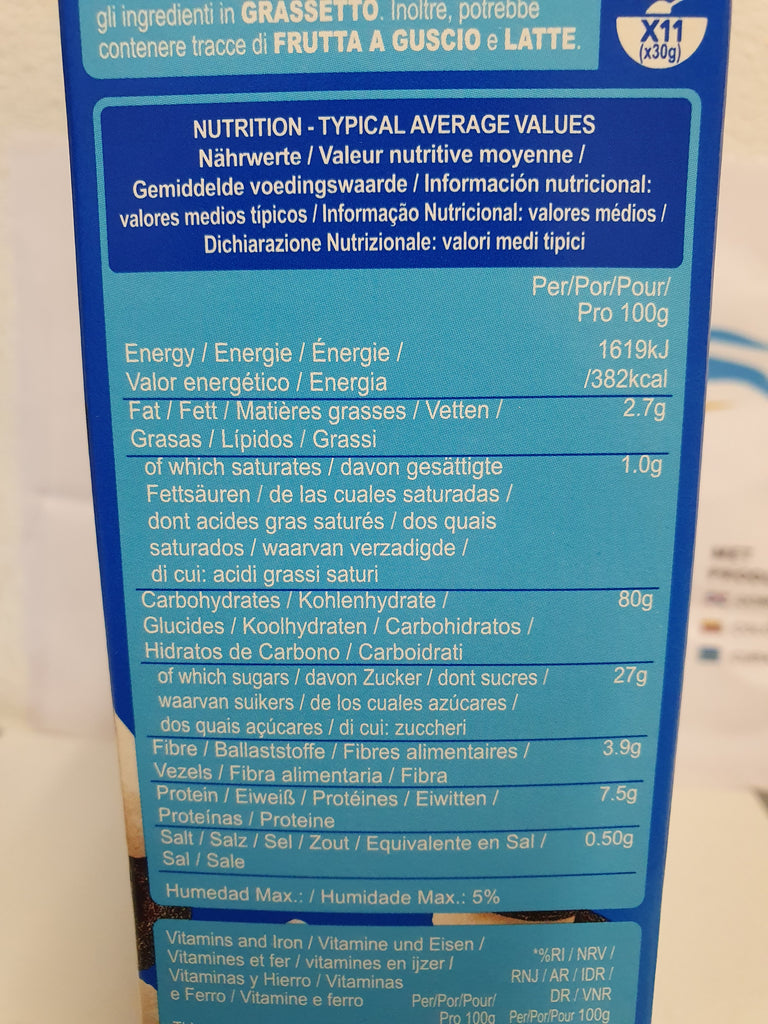 gli ingredienti in GRASSETTO. Inoltre, potrebbe
contenere tracce di FRUTTA A GUSCIO e LATTE.
X11
(x30g)
NUTRITION - TYPICAL AVERAGE VALUES
Nährwerte / Valeur nutritive moyenne /
Gemiddelde voedingswaarde / Información nutricional:
valores medios típicos / Informação Nutricional: valores médios /
Dichiarazione Nutrizionale: valori medi tipici
Per/Por/Pour/
Pro 100g
Energy / Energie / Énergie / 1619kJ
Valor energético / Energia /382kcal
Fat / Fett / Matières grasses / Vetten / 2.7g
Grasas / Lípidos / Grassi
of which saturates / davon gesättigte 1.0g
Fettsäuren / de las cuales saturadas /
dont acides gras saturés / dos quais
saturados / waarvan verzadigde /
di cui: acidi grassi saturi
Carbohydrates / Kohlenhydrate / 80g
Glucides / Koolhydraten / Carbohidratos /
Hidratos de Carbono / Carboidrati
of which sugars / davon Zucker / dont sucres / 27g
waarvan suikers / de los cuales azúcares /
dos quais açúcares / di cui: zuccheri
Fibre / Ballaststoffe / Fibres alimentaires / 3.9g
Vezels / Fibra alimentaria / Fibra
Protein / Eiweiß / Protéines / Eiwitten / 7.5g
Proteínas / Proteine
Salt / Salz / Sel / Zout / Equivalente en Sal / 0.50g
Sal / Sale
Humedad Max.: / Humidade Max.: 5%
Vitamins and Iron / Vitamine und Eisen /
Vitamines et fer / vitamines en ijzer /
Vitaminas y Hierro / Vitaminas
e Ferro / Vitamine e ferro
Per/Por/Pour/
Pro 100g
*%RI / NRV /
RNJ / AR / IDR /
DR / VNR
Per/Por/Pour 100g